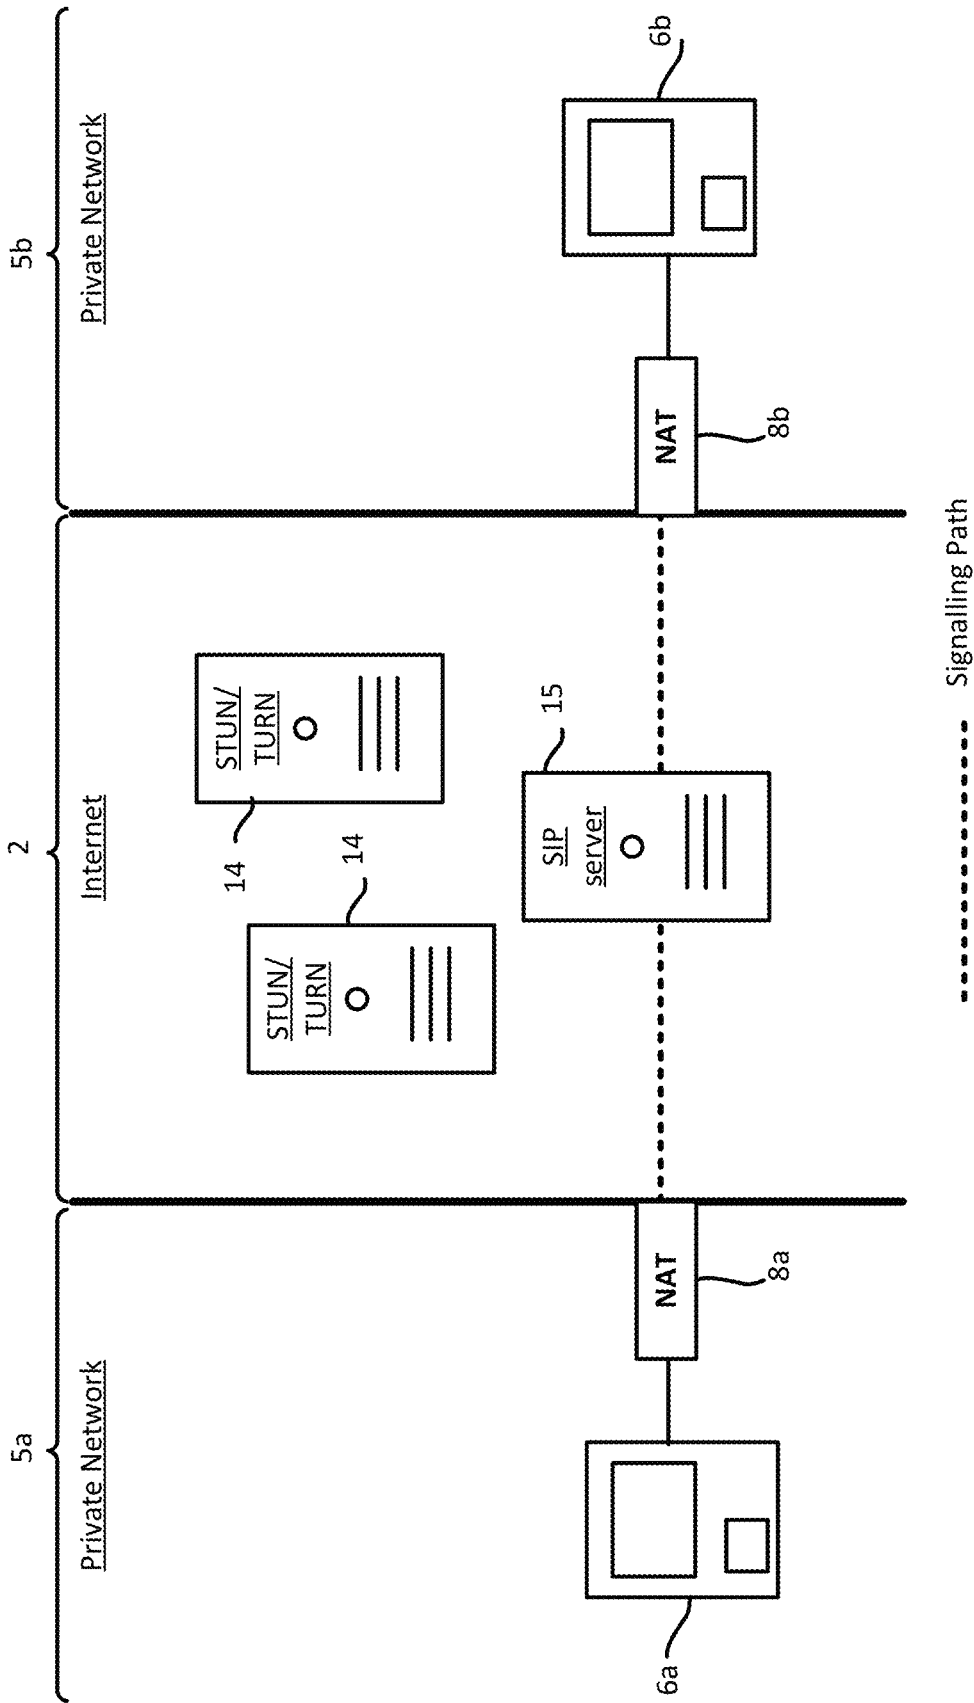 5a
2
5b
Private Network
Internet
Private Network
STUN/
TURN
14
STUN/
TURN
14
SIP
server
15
NAT
8a
6a
NAT
8b
6b
Signalling Path